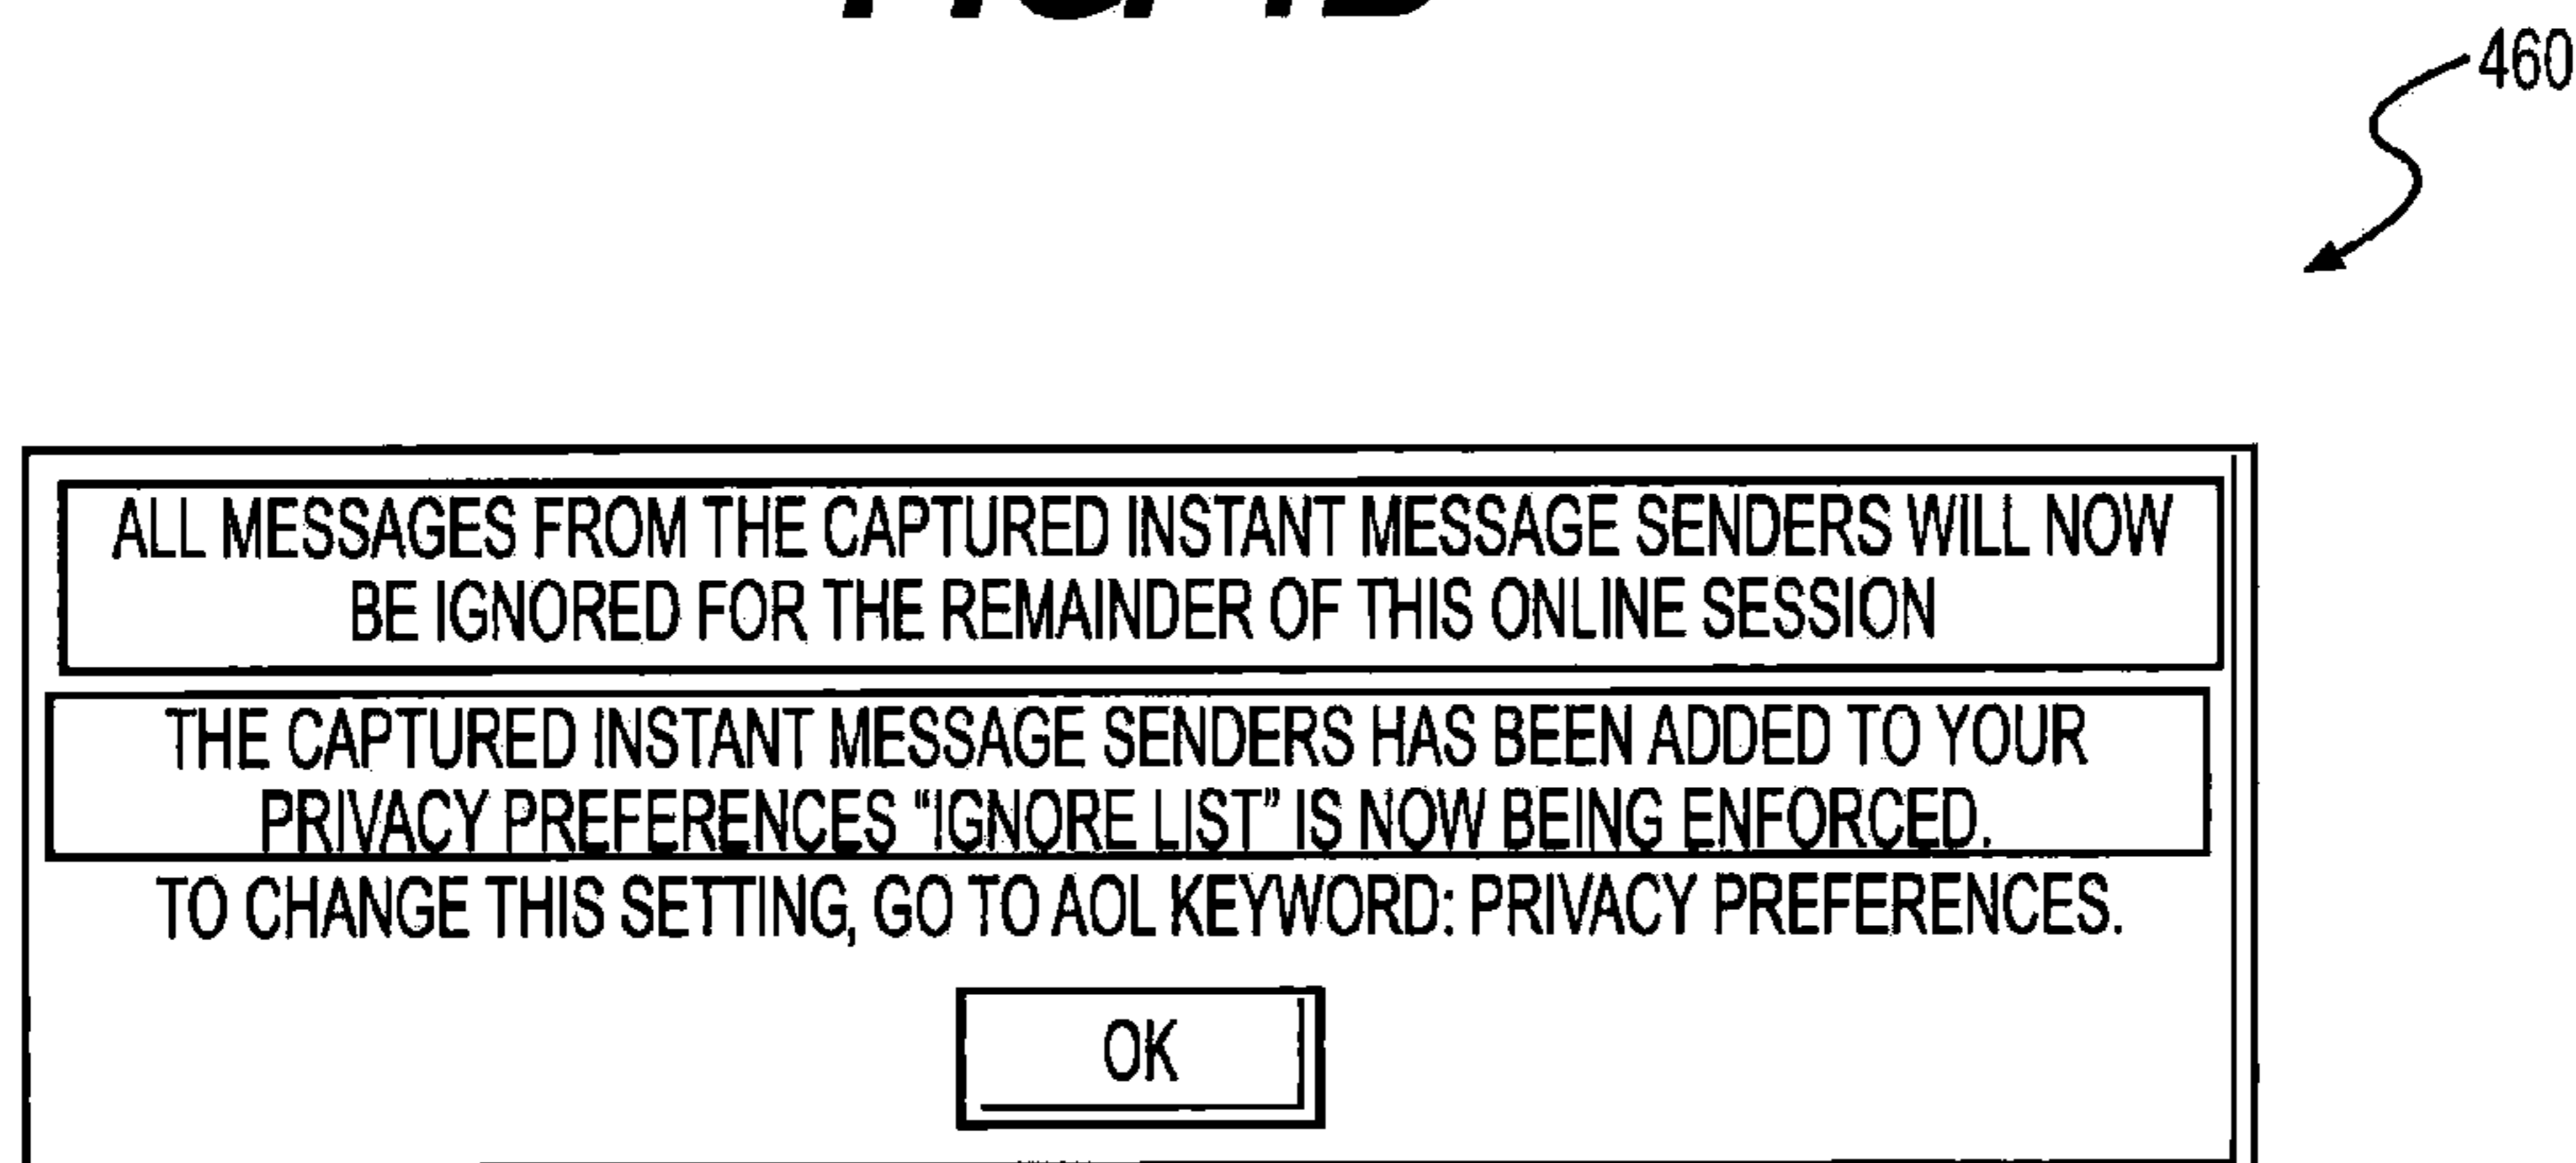 460
ALL MESSAGES FROM THE CAPTURED INSTANT MESSAGE SENDERS WILL NOW
BE IGNORED FOR THE REMAINDER OF THIS ONLINE SESSION
THE CAPTURED INSTANT MESSAGE SENDERS HAS BEEN ADDED TO YOUR
PRIVACY PREFERENCES “IGNORE LIST” IS NOW BEING ENFORCED.
TO CHANGE THIS SETTING, GO TO AOL KEYWORD: PRIVACY PREFERENCES.
OK